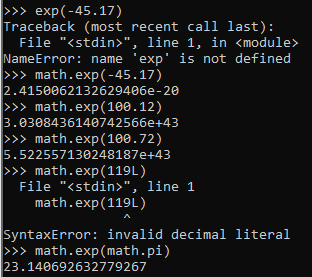 >>> exp(-45.17)
Traceback (most recent call last):
  File "<stdin>", line 1, in <module>
NameError: name 'exp' is not defined
>>> math.exp(-45.17)
2.4150062132629406e-20
>>> math.exp(100.12)
3.0308436140742566e+43
>>> math.exp(100.72)
5.522557130248187e+43
>>> math.exp(119L)
  File "<stdin>", line 1
    math.exp(119L)
               ^
SyntaxError: invalid decimal literal
>>> math.exp(math.pi)
23.140692632779267